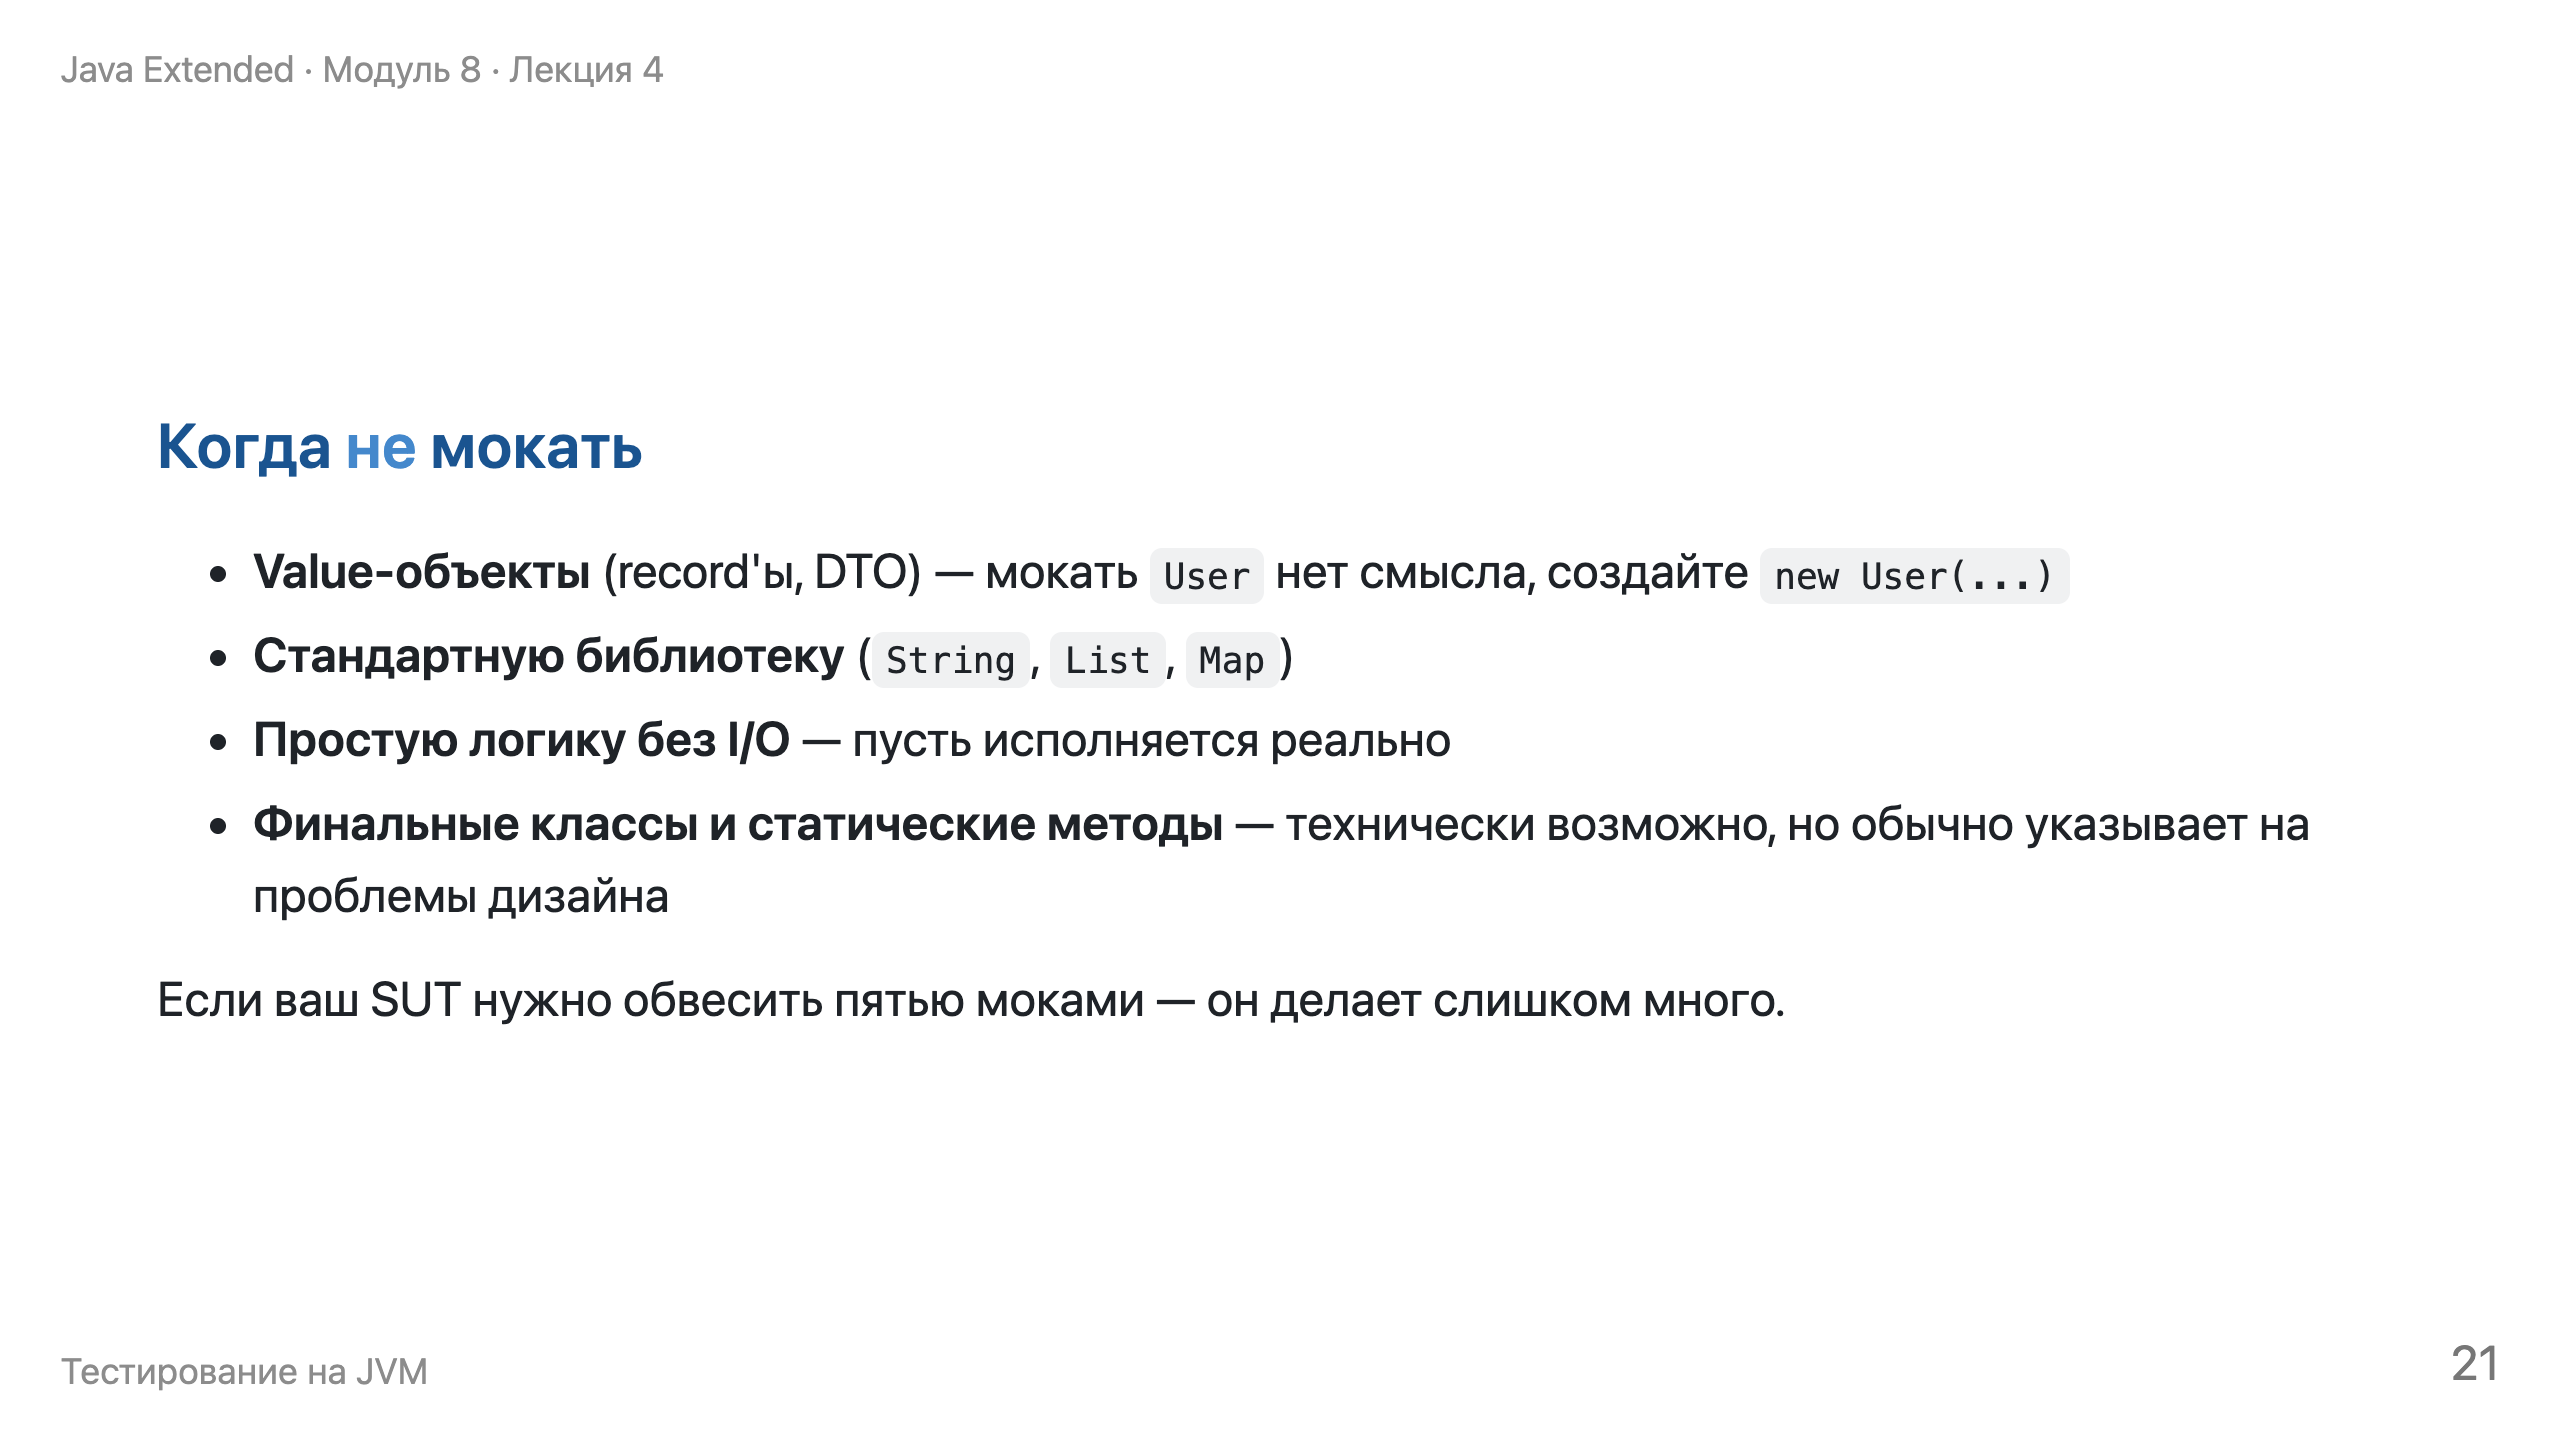 Java Extended · Модуль 8 · Лекция 4
Когда не мокать
• Value-объекты (record'ы, DTO) — мокать User нет смысла, создайте new User(...)
• Стандартную библиотеку (String, List, Map)
• Простую логику без I/O — пусть исполняется реально
• Финальные классы и статические методы — технически возможно, но обычно указывает на
проблемы дизайна
Если ваш SUT нужно обвесить пятью моками — он делает слишком много.
Тестирование на JVM
21